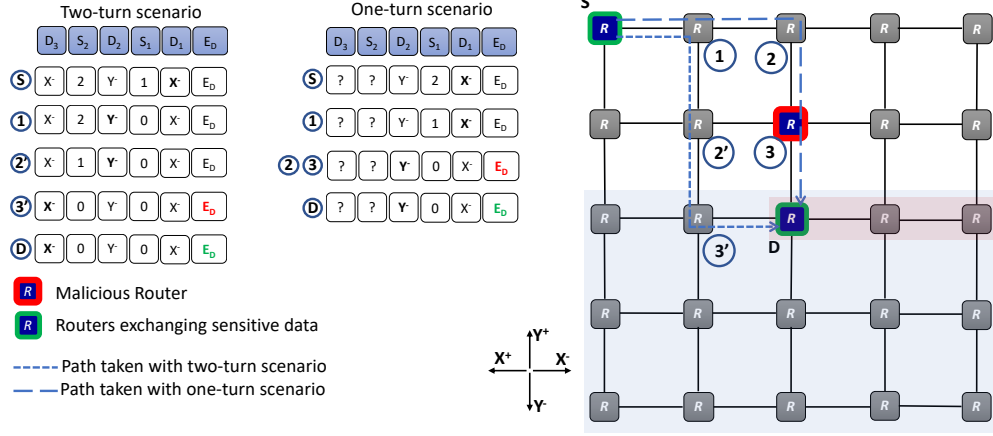 Two-turn scenario
D3 S2 D2 S1 D1 ED
S X- 2 Y- 1 X- ED
1 X- 2 Y- 0 X- ED
2' X- 1 Y- 0 X- ED
3' X- 0 Y- 0 X- ED
D X- 0 Y- 0 X- ED
One-turn scenario
D3 S2 D2 S1 D1 ED
S ? ? Y- 2 X- ED
1 ? ? Y- 1 X- ED
2 3 ? ? Y- 0 X- ED
D ? ? Y- 0 X- ED
R Malicious Router
R Routers exchanging sensitive data
Path taken with two-turn scenario
Path taken with one-turn scenario
Y+
X+ X-
Y-
S
R R R R R
1 2
R R R R R
2' 3
R R R R R
3' D
R R R R R
R R R R R